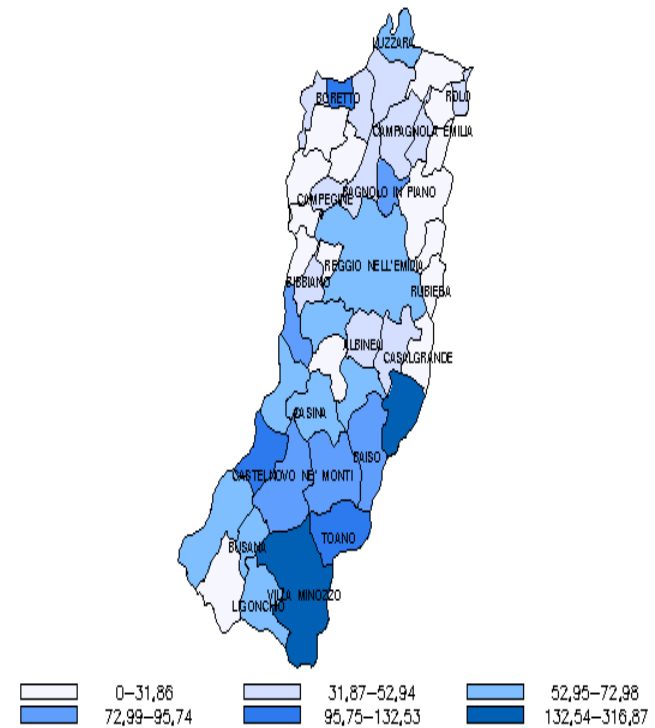 LUZZARA
BORETTO
ROLO
CAMPAGNOLA EMILIA
BAGNOLO IN PIANO
CAMPEGINE
REGGIO NELL'EMILIA
BIBBIANO
RUBIERA
ALBINEA
CASALGRANDE
CASINA
BAISO
CASTELNOVO NE' MONTI
TOANO
BUSANA
VILLA MINOZZO
LIGONCHIO
0–31,86 31,87–52,94 52,95–72,98
72,99–95,74 95,75–132,53 132,54–316,87